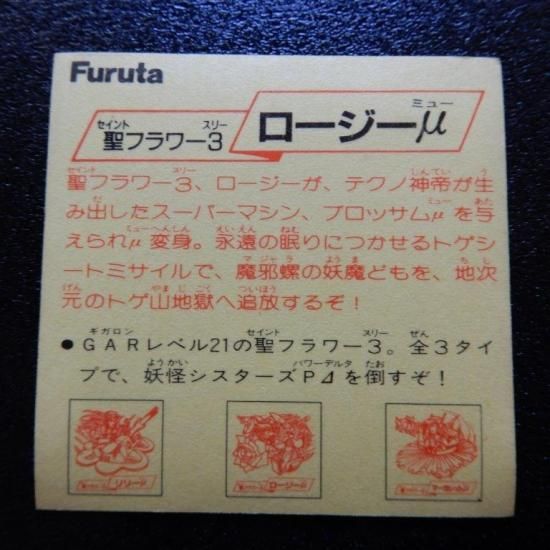 Furuta
聖フラワー3 ロージーμ
聖フラワー3、ロージーが、テクノ神帝が生
み出したスーパーマシン、ブロッサムμを与
えられμ変身。永遠の眠りにつかせるトゲシ
ートミサイルで、魔邪螺の妖魔どもを、地次
元のトゲ山地獄へ追放するぞ！
●GARレベル21の聖フラワー3。全3タイ
プで、妖怪シスターズPΔを倒すぞ！
リリーμ ロージーμ